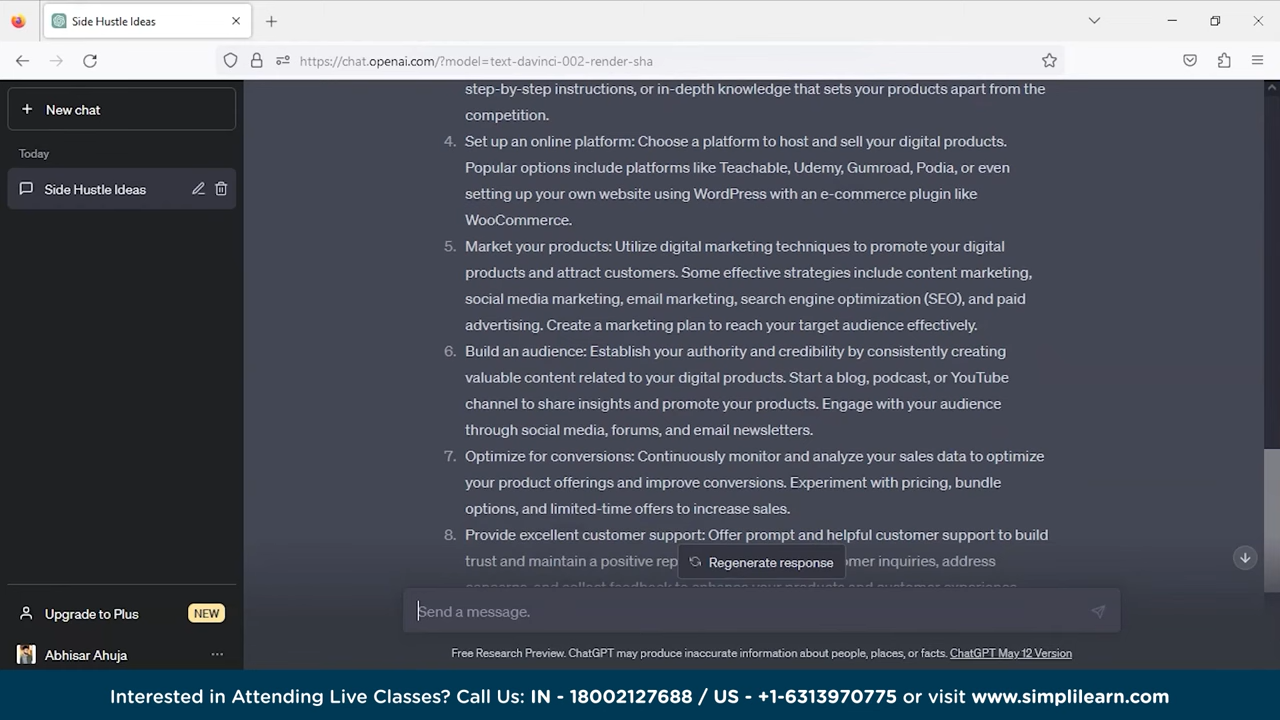 Side Hustle Ideas
https://chat.openai.com/?model=text-davinci-002-render-sha
New chat
Today
Side Hustle Ideas
step-by-step instructions, or in-depth knowledge that sets your products apart from the
competition.
4. Set up an online platform: Choose a platform to host and sell your digital products.
Popular options include platforms like Teachable, Udemy, Gumroad, Podia, or even
setting up your own website using WordPress with an e-commerce plugin like
WooCommerce.
5. Market your products: Utilize digital marketing techniques to promote your digital
products and attract customers. Some effective strategies include content marketing,
social media marketing, email marketing, search engine optimization (SEO), and paid
advertising. Create a marketing plan to reach your target audience effectively.
6. Build an audience: Establish your authority and credibility by consistently creating
valuable content related to your digital products. Start a blog, podcast, or YouTube
channel to share insights and promote your products. Engage with your audience
through social media, forums, and email newsletters.
7. Optimize for conversions: Continuously monitor and analyze your sales data to optimize
your product offerings and improve conversions. Experiment with pricing, bundle
options, and limited-time offers to increase sales.
8. Provide excellent customer support: Offer prompt and helpful customer support to build
trust and maintain a positive rep omer inquiries, address
Regenerate response
Send a message.
Free Research Preview. ChatGPT may produce inaccurate information about people, places, or facts. ChatGPT May 12 Version
Upgrade to Plus NEW
Abhisar Ahuja
Interested in Attending Live Classes? Call Us: IN - 18002127688 / US - +1-6313970775 or visit www.simplilearn.com